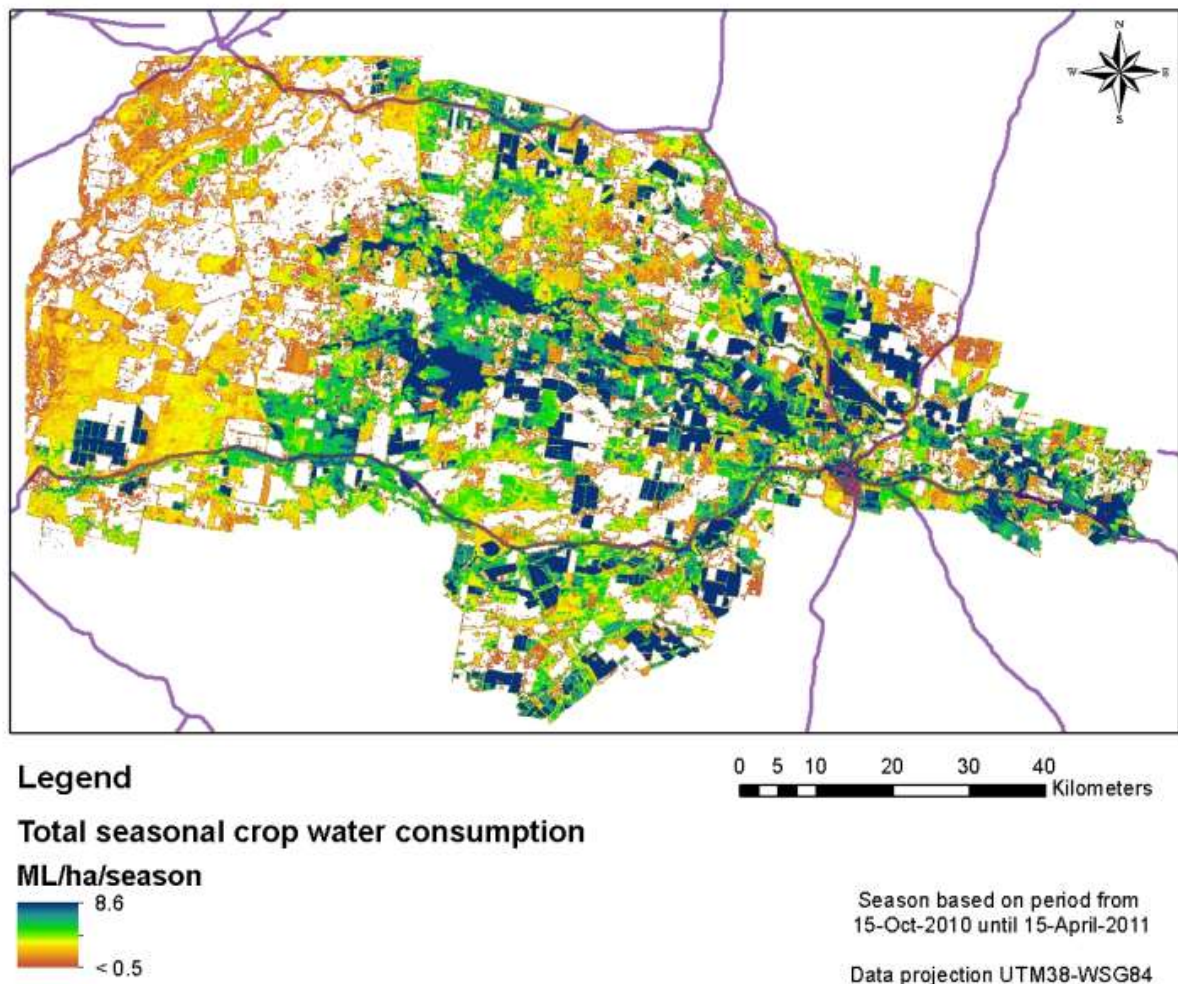 N
W
E
S
Legend
0 5 10 20 30 40
Kilometers
Total seasonal crop water consumption
ML/ha/season
8.6
< 0.5
Season based on period from
15-Oct-2010 until 15-April-2011
Data projection UTM38-WSG84